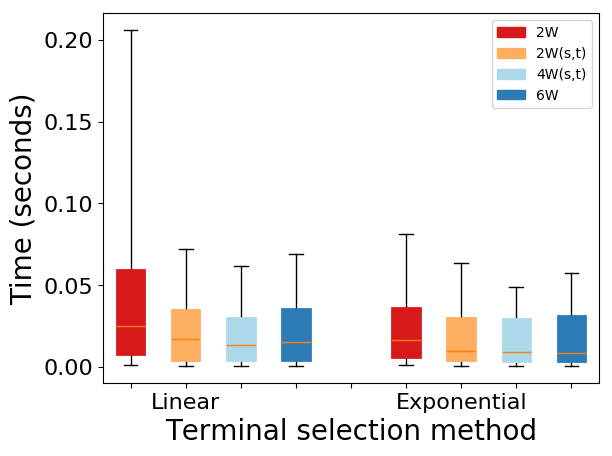 0.20
0.15
0.10
0.05
0.00
Time (seconds)
2W
2W(s,t)
4W(s,t)
6W
Linear
Exponential
Terminal selection method